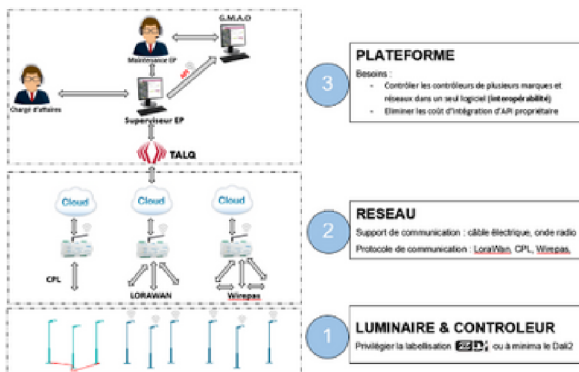 G.M.A.O
Maintenance EP
API
Chargé d'affaires
Superviseur EP
TALQ
Cloud
Cloud
Cloud
CPL
LORAWAN
Wirepas
3
PLATEFORME
Besoins :
- Contrôler les contrôleurs de plusieurs marques et
réseaux dans un seul logiciel (interopérabilité)
- Eliminer les coût d'intégration d'API propriétaire
2
RESEAU
Support de communication : câble électrique, onde radio
Protocole de communication : LoraWan, CPL, Wirepas,
1
LUMINAIRE & CONTROLEUR
Privilégier la labellisation ou à minima le Dali2